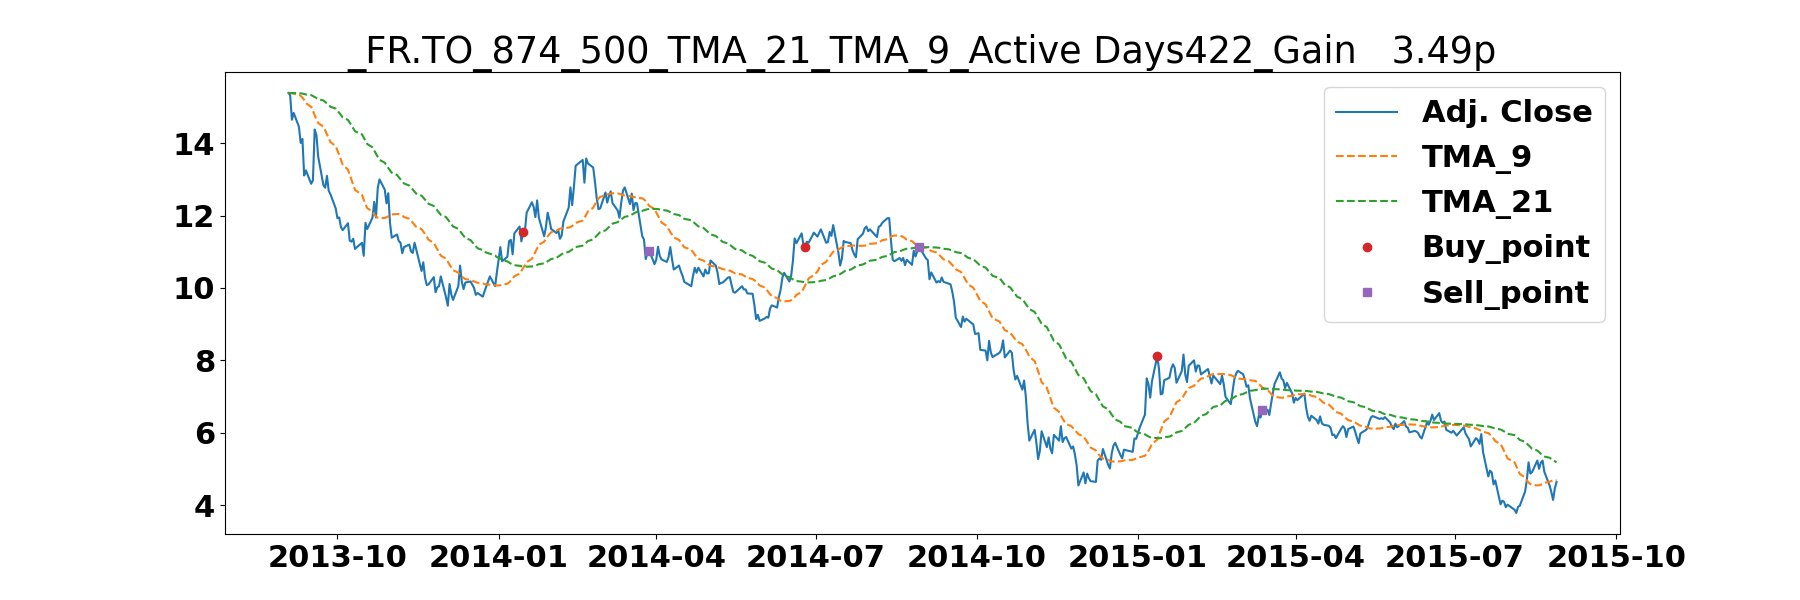 _FR.TO_874_500_TMA_21_TMA_9_Active Days422_Gain   3.49p
Adj. Close
TMA_9
TMA_21
Buy_point
Sell_point
14
12
10
8
6
4
2013-10 2014-01 2014-04 2014-07 2014-10 2015-01 2015-04 2015-07 2015-10